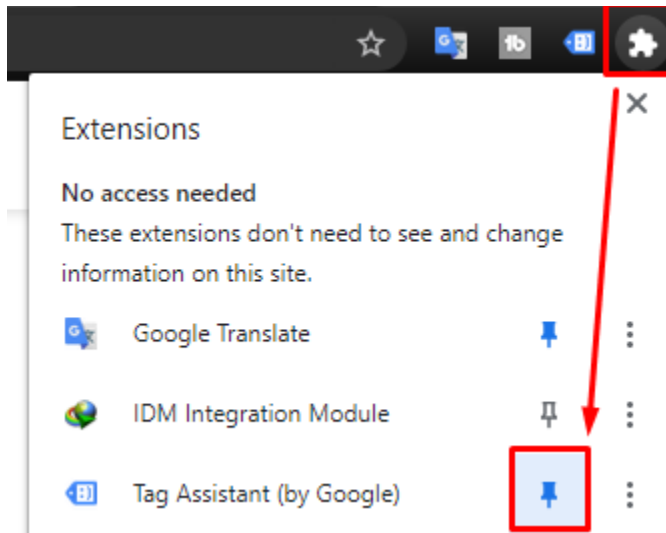 Extensions
No access needed
These extensions don't need to see and change
information on this site.
Google Translate
IDM Integration Module
Tag Assistant (by Google)